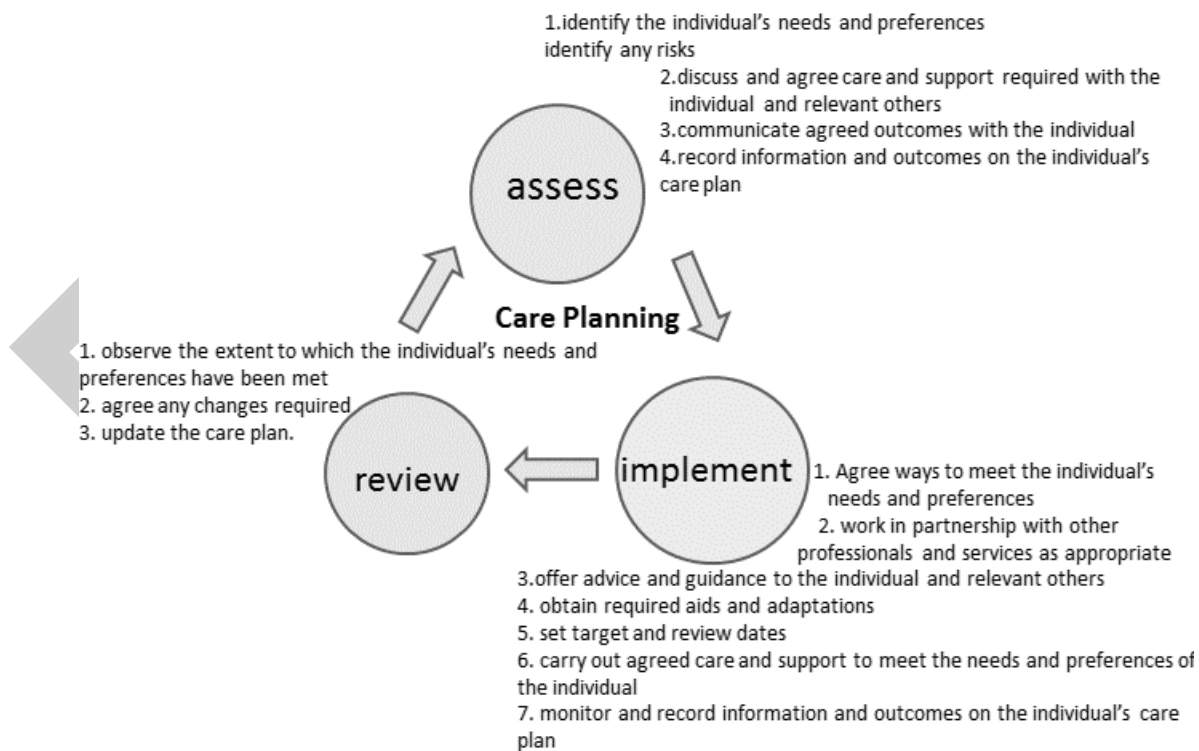 1.identify the individual's needs and preferences
identify any risks
2.discuss and agree care and support required with the
individual and relevant others
3.communicate agreed outcomes with the individual
4.record information and outcomes on the individual's
care plan
assess
Care Planning
1. observe the extent to which the individual's needs and
preferences have been met
2. agree any changes required
3. update the care plan.
review
implement
1. Agree ways to meet the individual's
needs and preferences
2. work in partnership with other
professionals and services as appropriate
3.offer advice and guidance to the individual and relevant others
4. obtain required aids and adaptations
5. set target and review dates
6. carry out agreed care and support to meet the needs and preferences of
the individual
7. monitor and record information and outcomes on the individual's care
plan